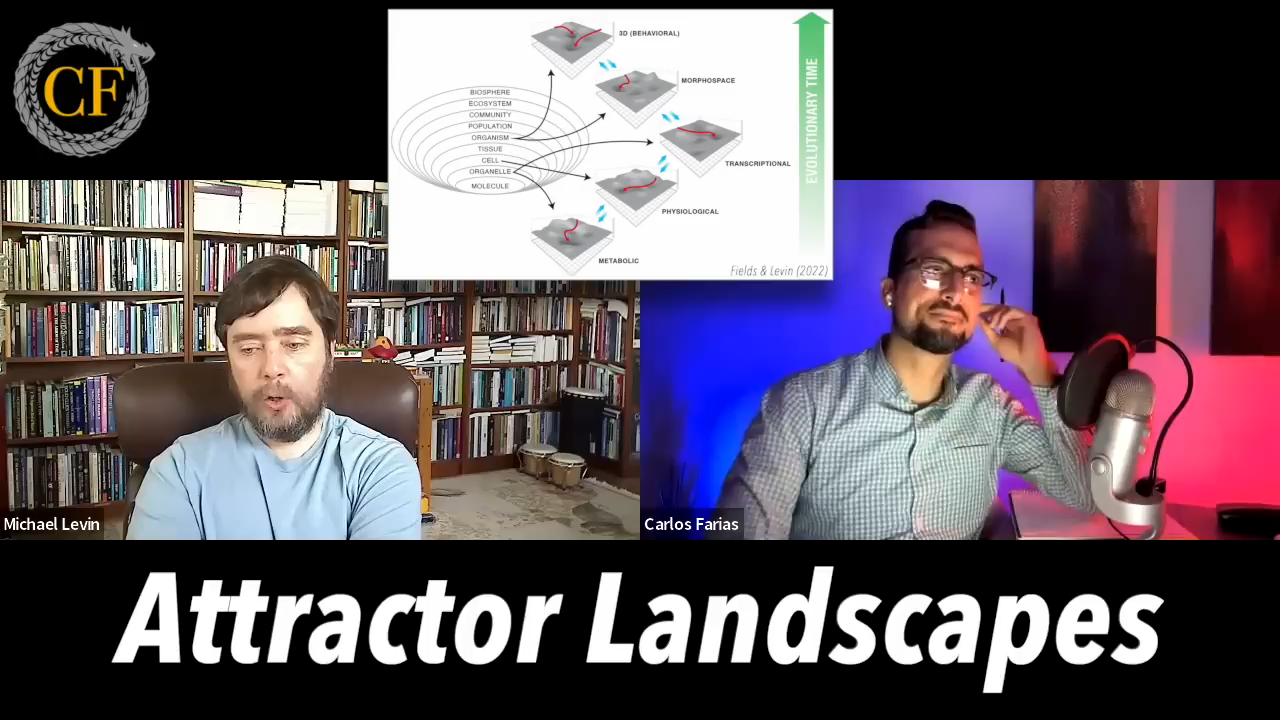 CF
3D (BEHAVIORAL)
MORPHOSPACE
TRANSCRIPTIONAL
PHYSIOLOGICAL
METABOLIC
BIOSPHERE
ECOSYSTEM
COMMUNITY
POPULATION
ORGANISM
TISSUE
CELL
ORGANELLE
MOLECULE
EVOLUTIONARY TIME
Fields & Levin (2022)
Michael Levin
Carlos Farias
Attractor Landscapes